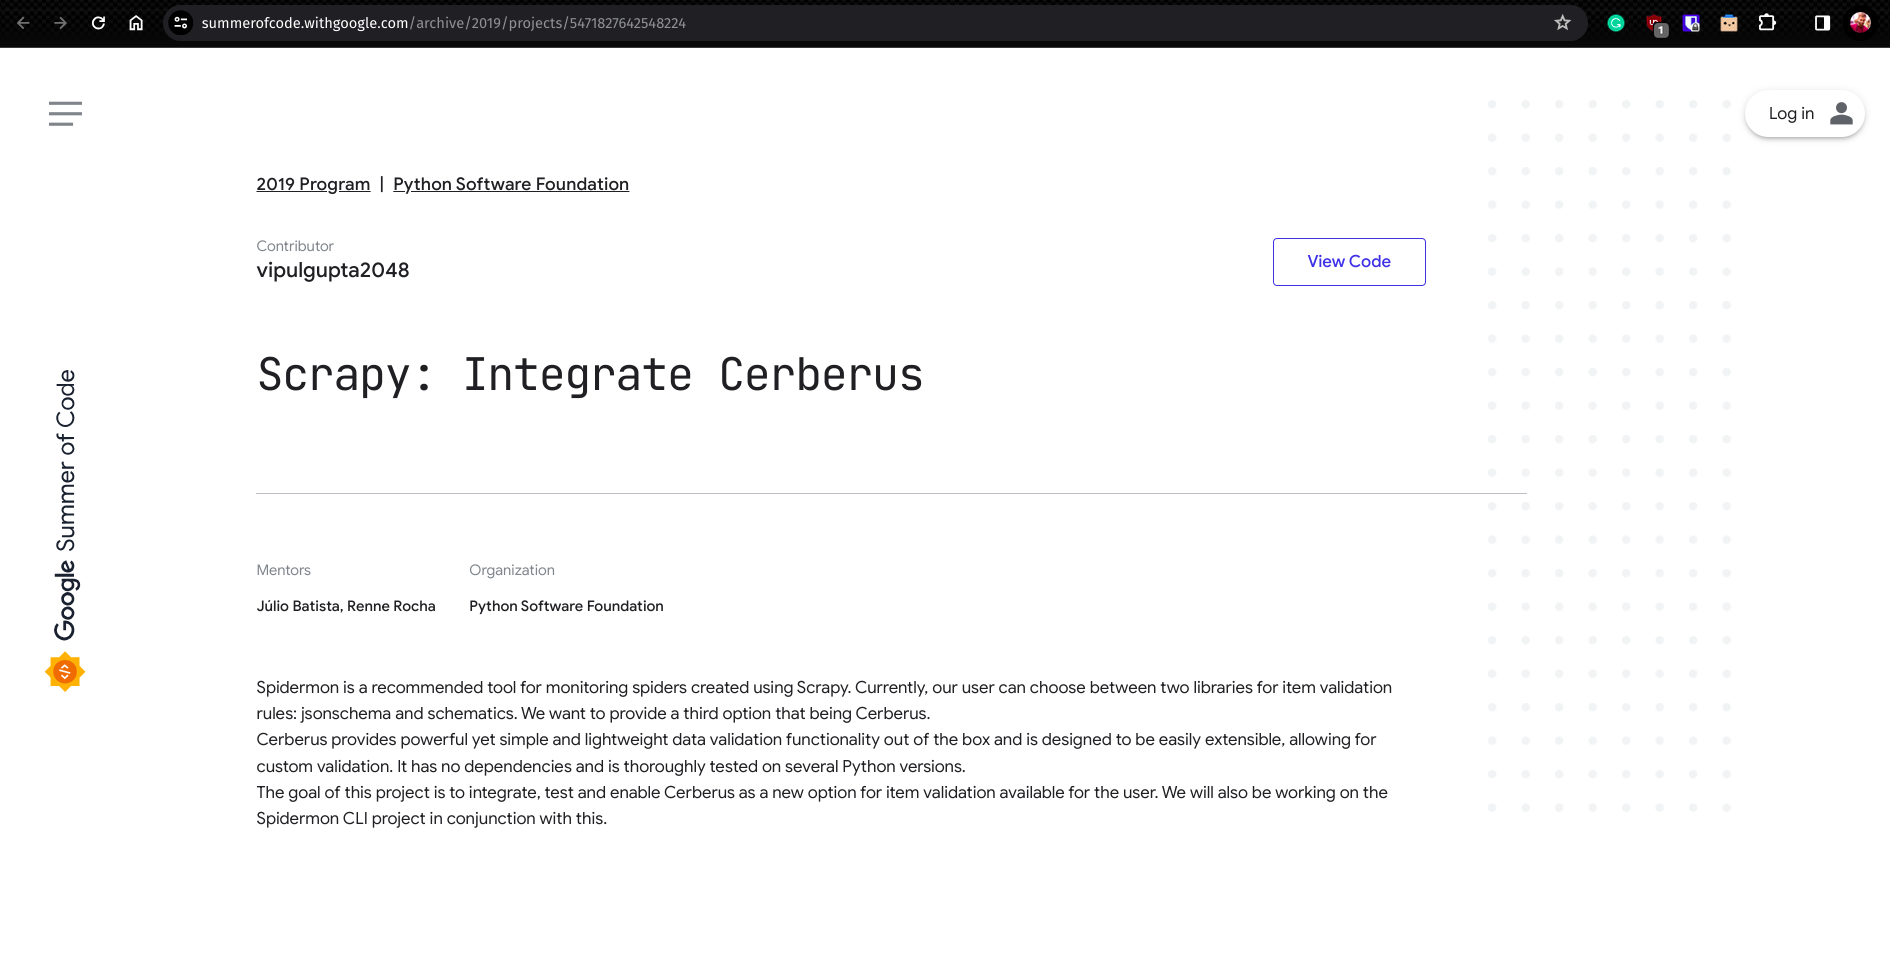 summerofcode.withgoogle.com/archive/2019/projects/5471827642548224
1
Log in
2019 Program | Python Software Foundation
Contributor
vipulgupta2048
View Code
Scrapy: Integrate Cerberus
Google Summer of Code
Mentors
Júlio Batista, Renne Rocha
Organization
Python Software Foundation
Spidermon is a recommended tool for monitoring spiders created using Scrapy. Currently, our user can choose between two libraries for item validation
rules: jsonschema and schematics. We want to provide a third option that being Cerberus.
Cerberus provides powerful yet simple and lightweight data validation functionality out of the box and is designed to be easily extensible, allowing for
custom validation. It has no dependencies and is thoroughly tested on several Python versions.
The goal of this project is to integrate, test and enable Cerberus as a new option for item validation available for the user. We will also be working on the
Spidermon CLI project in conjunction with this.